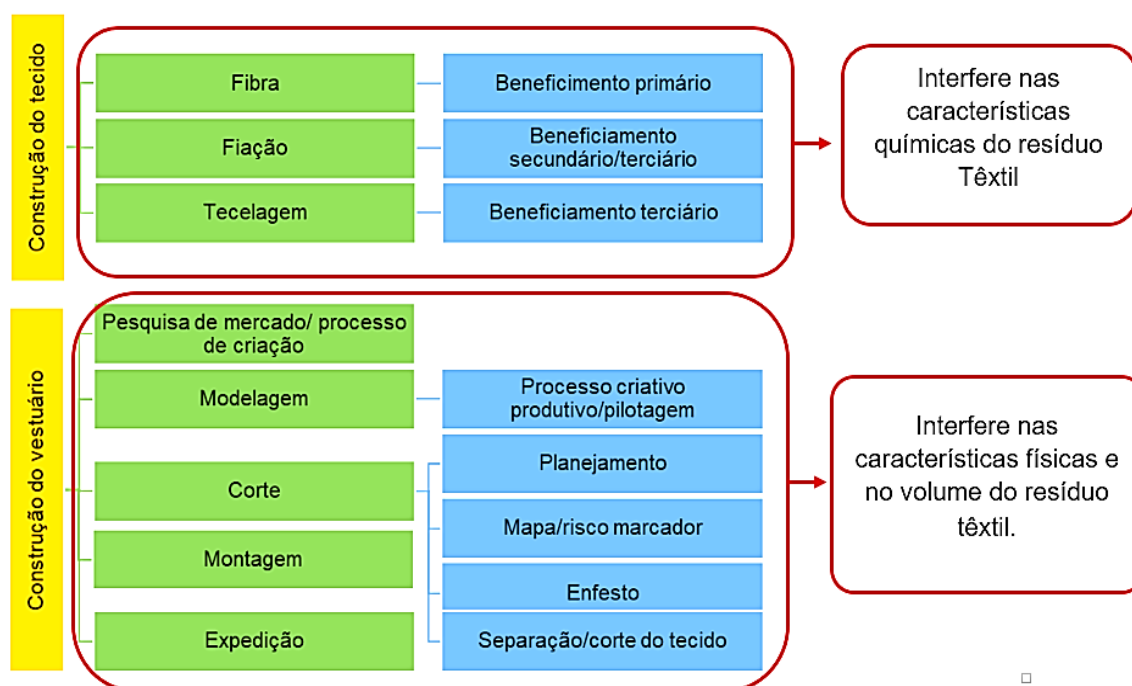 Construção do tecido
Fibra
Beneficimento primário
Fiação
Beneficiamento
secundário/terciário
Tecelagem
Beneficiamento terciário
Interfere nas
características
químicas do resíduo
Têxtil
Construção do vestuário
Pesquisa de mercado/ processo
de criação
Modelagem
Processo criativo
produtivo/pilotagem
Corte
Planejamento
Mapa/risco marcador
Montagem
Enfesto
Expedição
Separação/corte do tecido
Interfere nas
características físicas e
no volume do resíduo
têxtil.